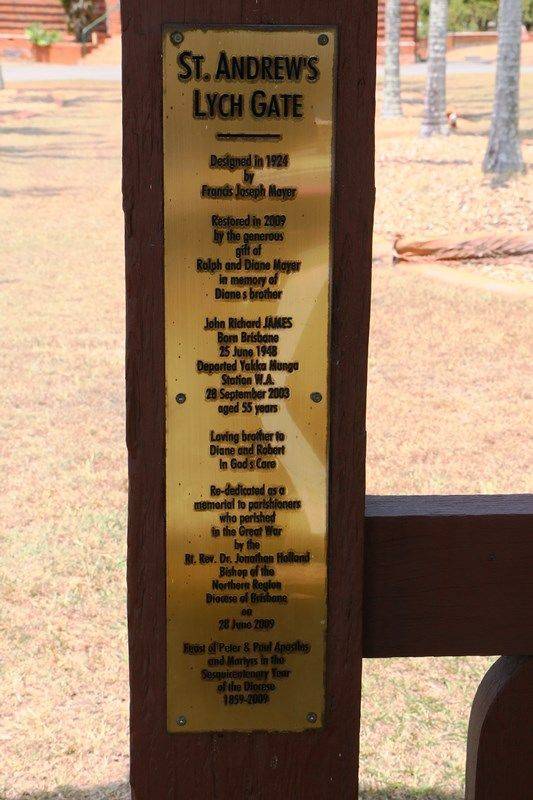 ST. ANDREW'S
LYCH GATE
Designed in 1924
by
Francis Joseph Mayer
Restored in 2009
by the generous
gift of
Ralph and Diane Mayer
in memory of
Diane's brother
John Richard JAMES
Born Brisbane
25 June 1948
Departed Yakka Munga
Station W.A.
28 September 2003
aged 55 years
Loving brother to
Diane and Robert
In God's Care
Re-dedicated as a
memorial to parishioners
who perished
in the Great War
by the
Rt. Rev. Dr. Jonathan Holland
Bishop of the
Northern Region
Diocese of Brisbane
on
28 June 2009
Feast of Peter & Paul Apostles
and Martyrs in the
Sesquicentenary Year
of the Diocese
1859-2009